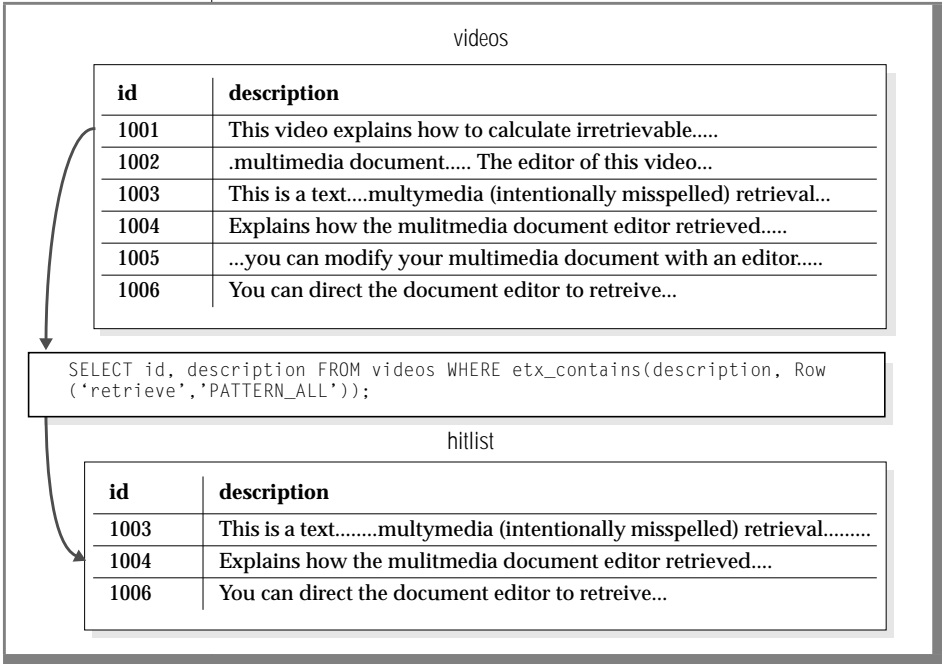 videos
id description
1001 This video explains how to calculate irretrievable.....
1002 .multimedia document..... The editor of this video...
1003 This is a text....multymedia (intentionally misspelled) retrieval...
1004 Explains how the mulitmedia document editor retrieved.....
1005 ...you can modify your multimedia document with an editor.....
1006 You can direct the document editor to retreive...
SELECT id, description FROM videos WHERE etx_contains(description, Row
(‘retrieve’,’PATTERN_ALL’));
hitlist
id description
1003 This is a text........multymedia (intentionally misspelled) retrieval.........
1004 Explains how the mulitmedia document editor retrieved....
1006 You can direct the document editor to retreive...